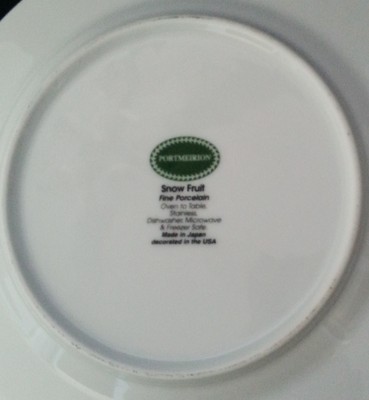 PORTMEIRION
Snow Fruit
Fine Porcelain
Oven to Table,
Stainless,
Dishwasher, Microwave
& Freezer Safe.
Made in Japan
decorated in the USA